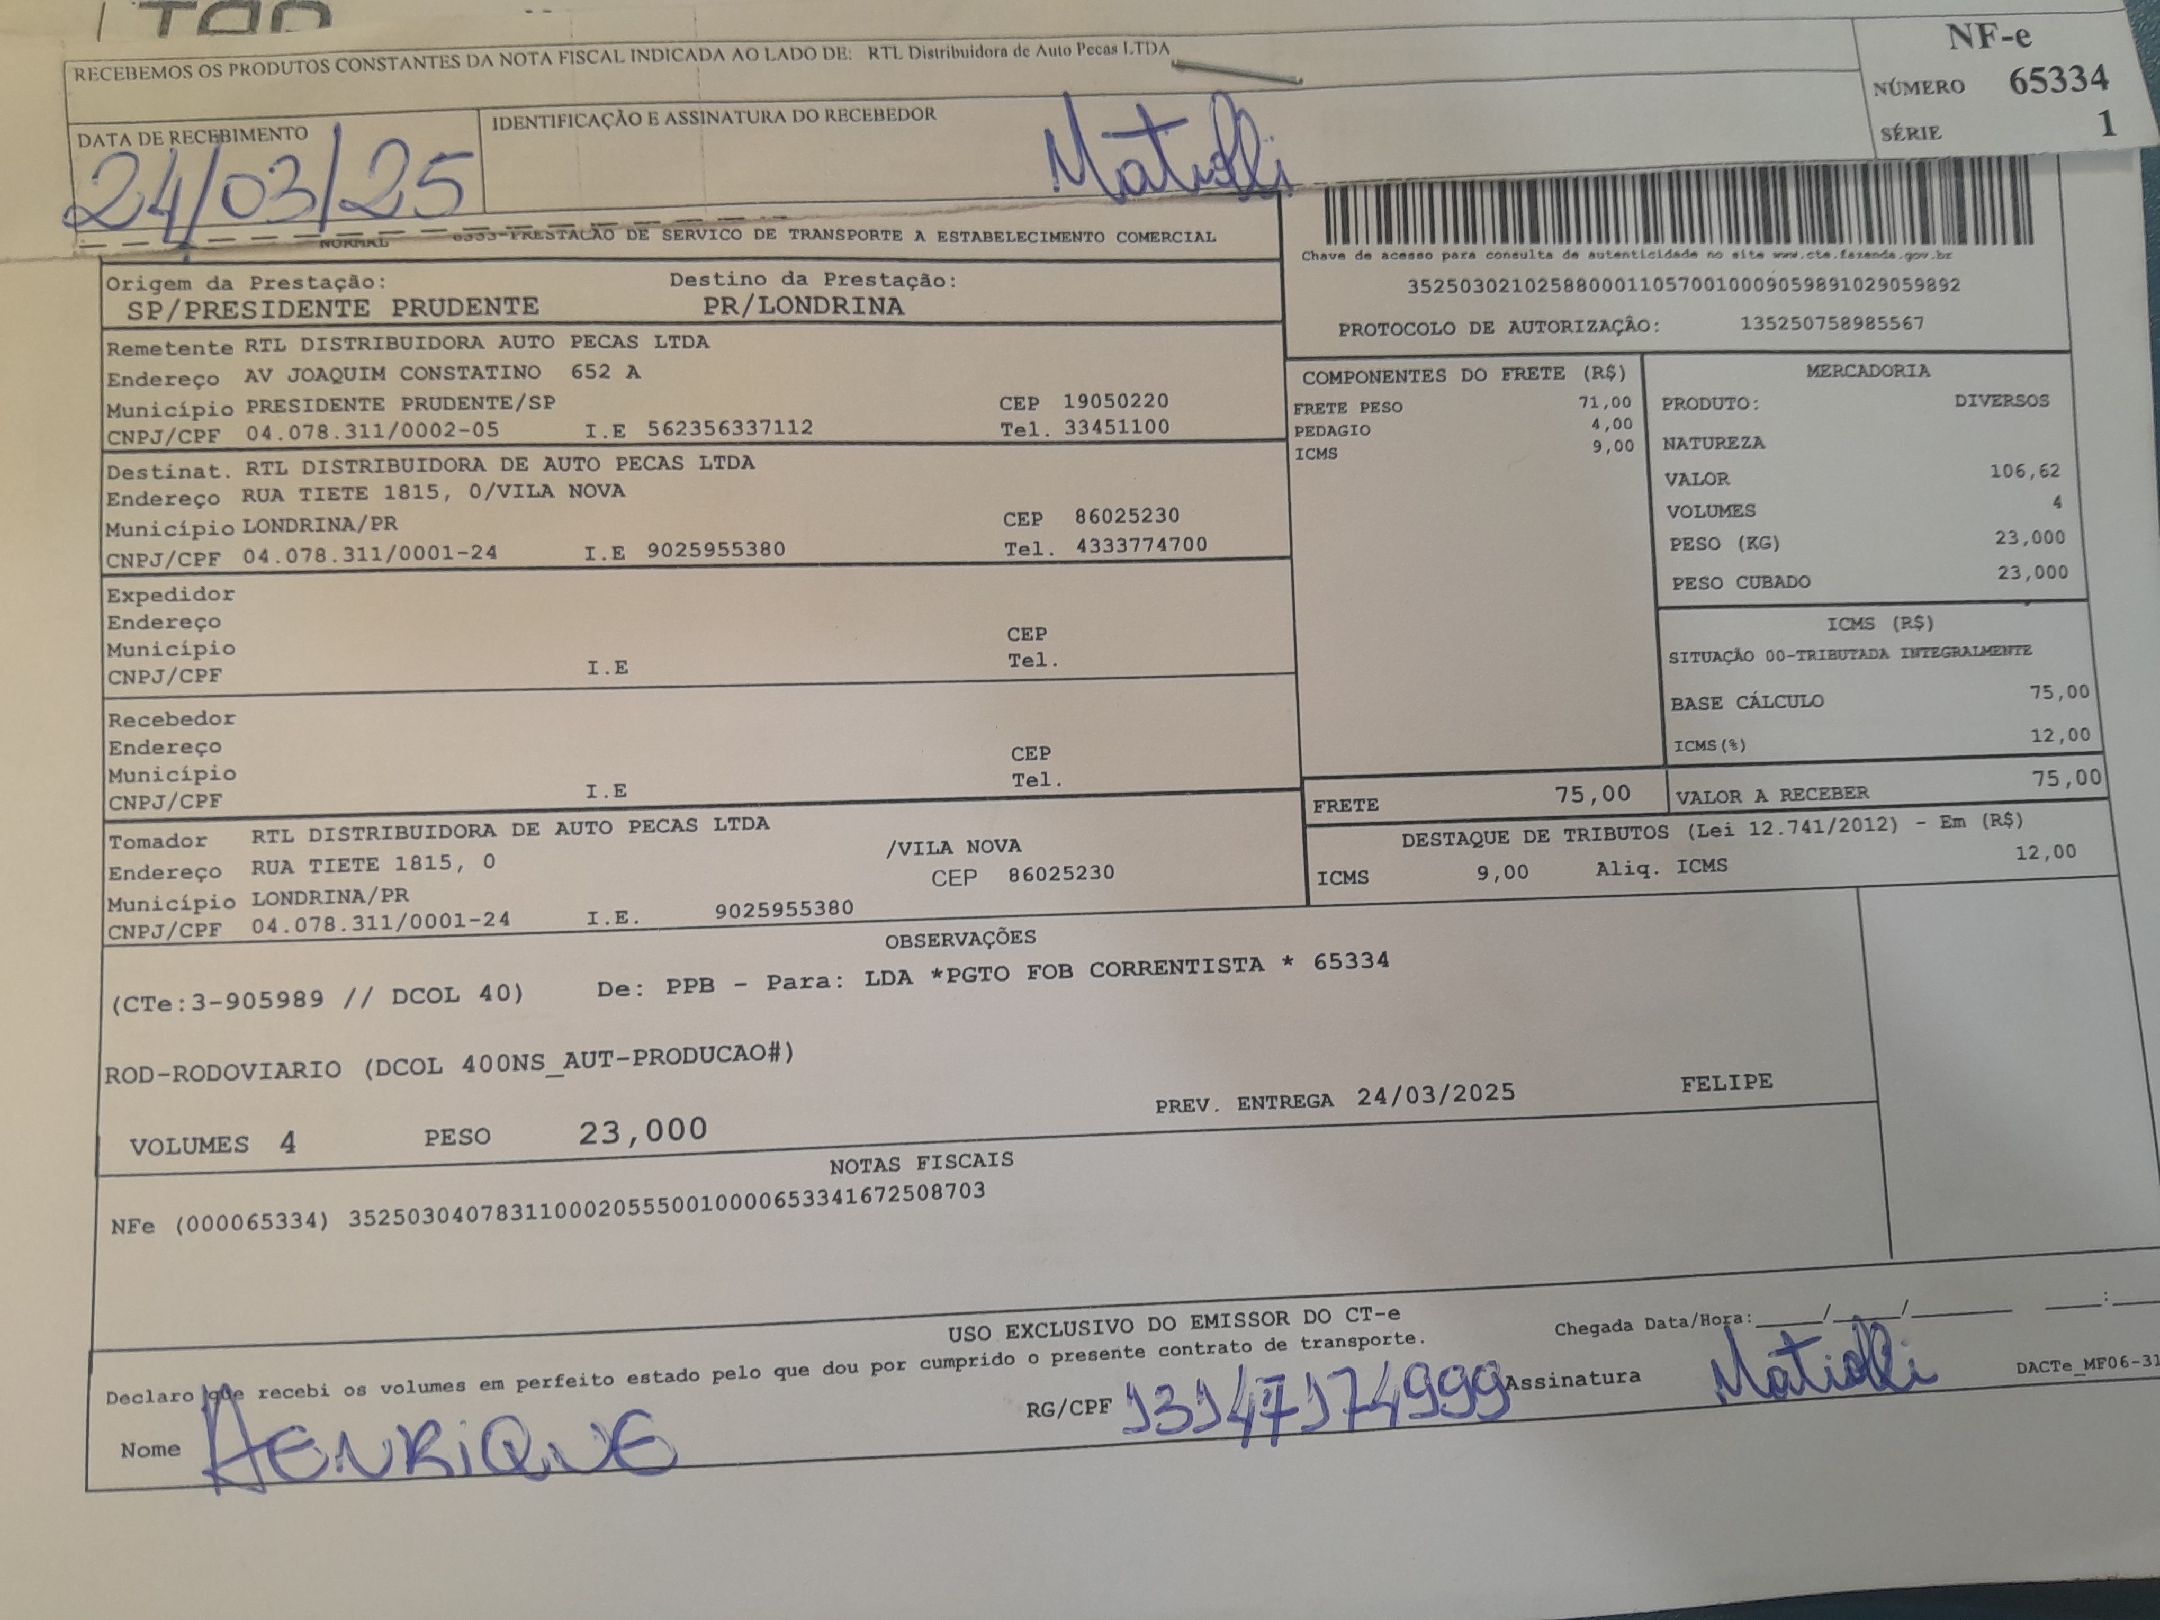 RECEBEMOS OS PRODUTOS CONSTANTES DA NOTA FISCAL INDICADA AO LADO DE: RTL Distribuidora de Auto Pecas LTDA
NF-e
NÚMERO 65334
SÉRIE 1
DATA DE RECEBIMENTO
24/03/25
IDENTIFICAÇÃO E ASSINATURA DO RECEBEDOR
Matiolli
NORMAL 6353-PRESTACAO DE SERVICO DE TRANSPORTE A ESTABELECIMENTO COMERCIAL
Chave de acesso para consulta de autenticidade no site www.cte.fazenda.gov.br
35250302102588000110570010009059891029059892
PROTOCOLO DE AUTORIZAÇÃO: 135250758985567
Origem da Prestação: Destino da Prestação:
SP/PRESIDENTE PRUDENTE PR/LONDRINA
Remetente RTL DISTRIBUIDORA AUTO PECAS LTDA
Endereço AV JOAQUIM CONSTATINO 652 A
Município PRESIDENTE PRUDENTE/SP CEP 19050220
CNPJ/CPF 04.078.311/0002-05 I.E 562356337112 Tel. 33451100
Destinat. RTL DISTRIBUIDORA DE AUTO PECAS LTDA
Endereço RUA TIETE 1815, 0/VILA NOVA
Município LONDRINA/PR CEP 86025230
CNPJ/CPF 04.078.311/0001-24 I.E 9025955380 Tel. 4333774700
Expedidor
Endereço
Município CEP
CNPJ/CPF I.E Tel.
Recebedor
Endereço
Município CEP
CNPJ/CPF I.E Tel.
Tomador RTL DISTRIBUIDORA DE AUTO PECAS LTDA
Endereço RUA TIETE 1815, 0 /VILA NOVA
Município LONDRINA/PR CEP 86025230
CNPJ/CPF 04.078.311/0001-24 I.E. 9025955380
COMPONENTES DO FRETE (R$)
FRETE PESO 71,00
PEDAGIO 4,00
ICMS 9,00
MERCADORIA
PRODUTO: DIVERSOS
NATUREZA
VALOR 106,62
VOLUMES 4
PESO (KG) 23,000
PESO CUBADO 23,000
ICMS (R$)
SITUAÇÃO 00-TRIBUTADA INTEGRALMENTE
BASE CÁLCULO 75,00
ICMS(%) 12,00
FRETE 75,00 VALOR A RECEBER 75,00
DESTAQUE DE TRIBUTOS (Lei 12.741/2012) - Em (R$)
ICMS 9,00 Aliq. ICMS 12,00
OBSERVAÇÕES
(CTe:3-905989 // DCOL 40) De: PPB - Para: LDA *PGTO FOB CORRENTISTA * 65334
ROD-RODOVIARIO (DCOL 400NS_AUT-PRODUCAO#)
VOLUMES 4 PESO 23,000 PREV. ENTREGA 24/03/2025 FELIPE
NOTAS FISCAIS
NFe (000065334) 35250304078311000205550010000653341672508703
USO EXCLUSIVO DO EMISSOR DO CT-e
Declaro que recebi os volumes em perfeito estado pelo que dou por cumprido o presente contrato de transporte.
Chegada Data/Hora:_____/_____/_______ ____:____
Nome HENRIQUE RG/CPF 13147174999 Assinatura Matiolli
DACTe_MF06-31